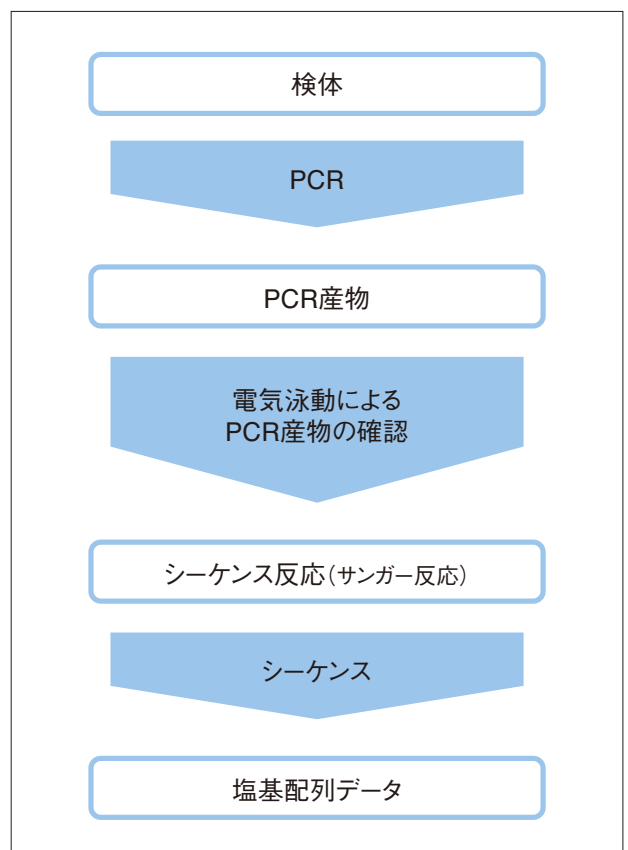 検体
PCR
PCR産物
電気泳動による
PCR産物の確認
シーケンス反応（サンガー反応）
シーケンス
塩基配列データ